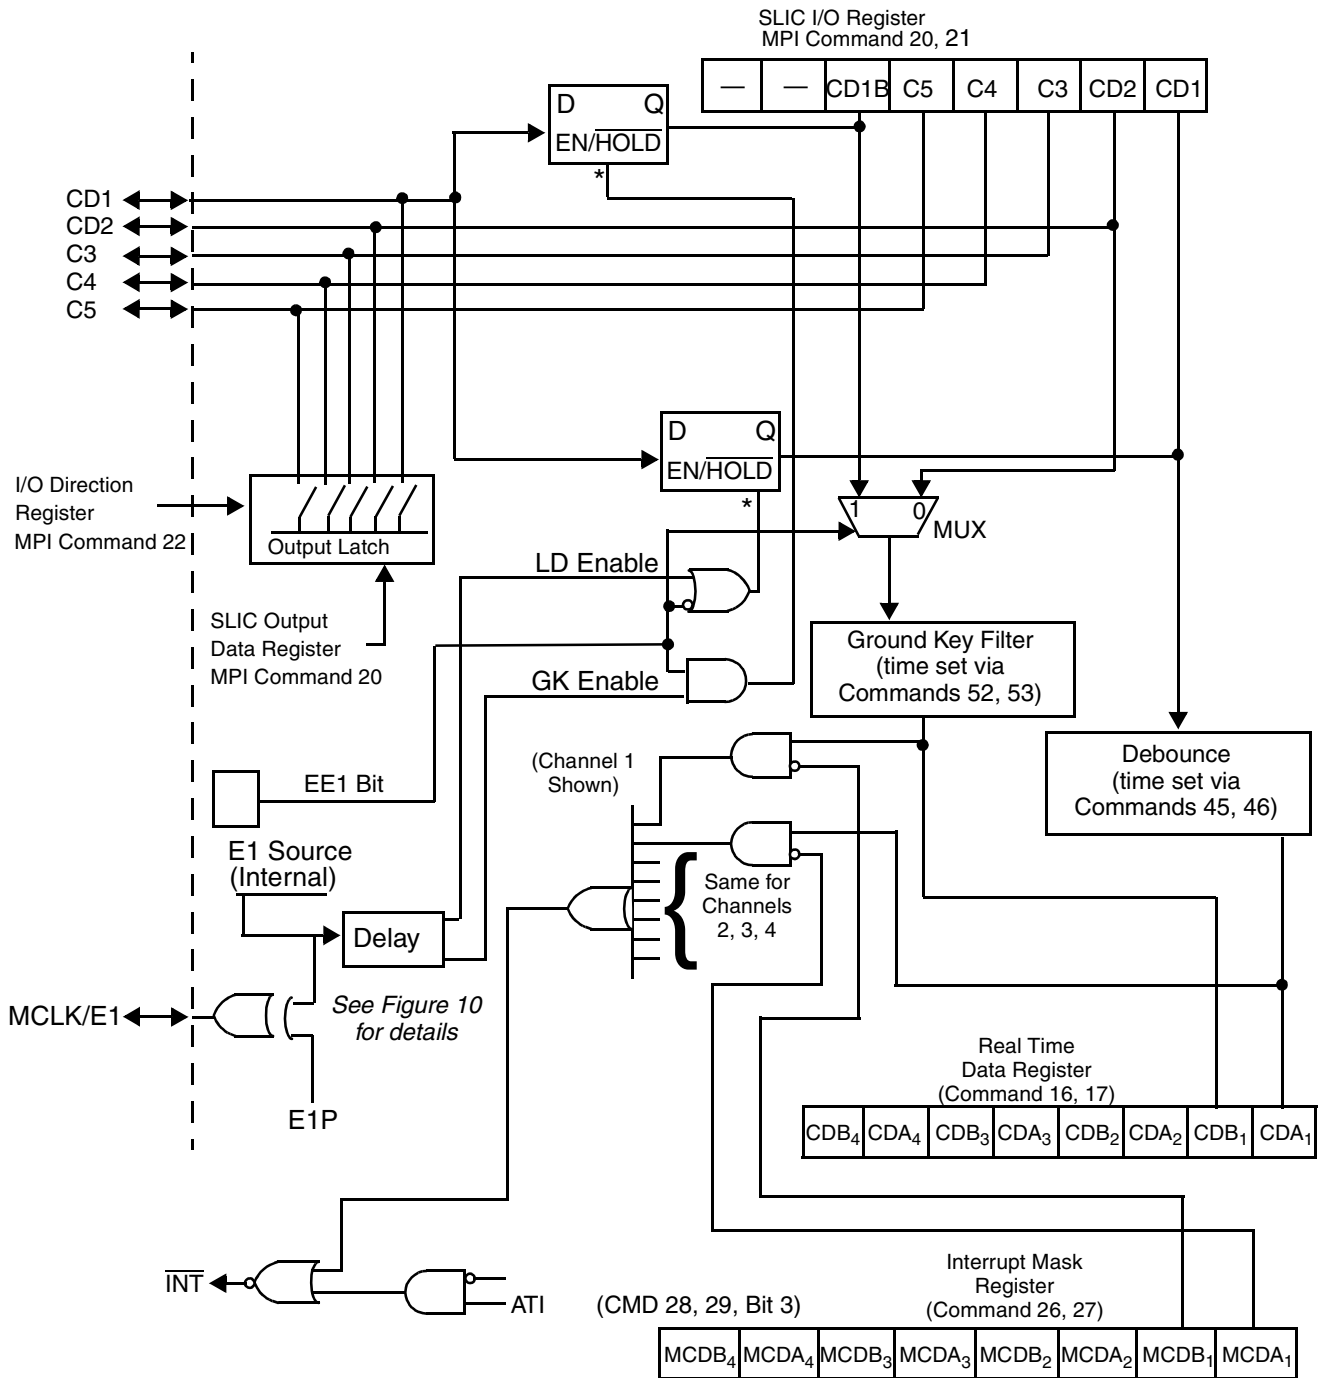 SLIC I/O Register
MPI Command 20, 21
— — CD1B C5 C4 C3 CD2 CD1
D Q
EN/HOLD
*
CD1
CD2
C3
C4
C5
D Q
EN/HOLD
*
I/O Direction
Register
MPI Command 22
Output Latch
1 0
MUX
LD Enable
SLIC Output
Data Register
MPI Command 20
GK Enable
Ground Key Filter
(time set via
Commands 52, 53)
(Channel 1
Shown)
Debounce
(time set via
Commands 45, 46)
EE1 Bit
E1 Source
(Internal)
Same for
Channels
2, 3, 4
{
Delay
See Figure 10
for details
MCLK/E1
E1P
Real Time
Data Register
(Command 16, 17)
CDB4 CDA4 CDB3 CDA3 CDB2 CDA2 CDB1 CDA1
INT
ATI
(CMD 28, 29, Bit 3)
Interrupt Mask
Register
(Command 26, 27)
MCDB4 MCDA4 MCDB3 MCDA3 MCDB2 MCDA2 MCDB1 MCDA1